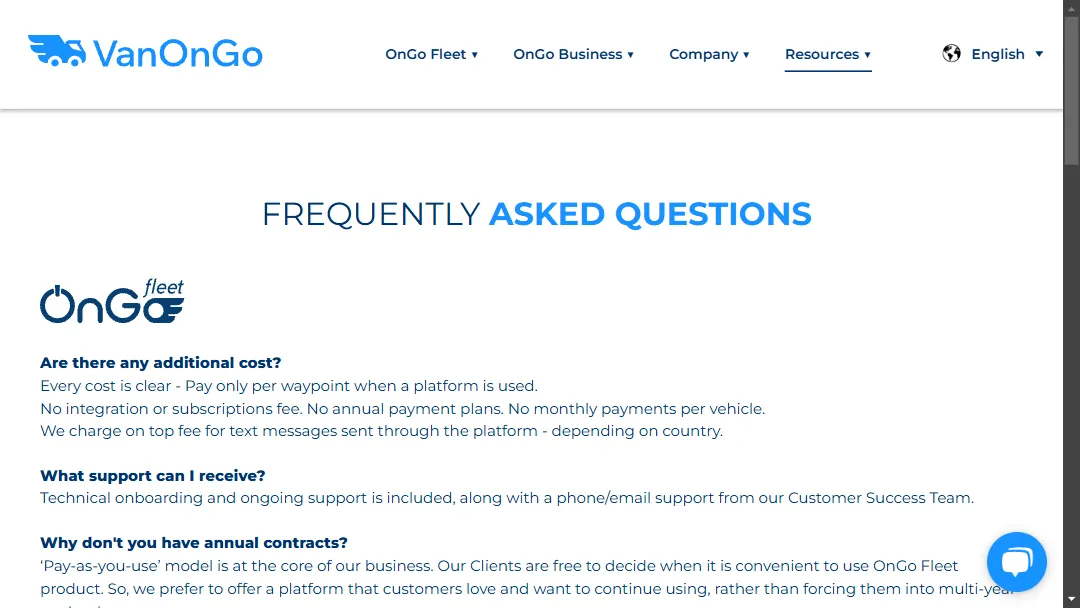 VanOnGo
OnGo Fleet ▾ OnGo Business ▾ Company ▾ Resources ▾ English ▾
FREQUENTLY ASKED QUESTIONS
OnGo fleet
Are there any additional cost?
Every cost is clear - Pay only per waypoint when a platform is used.
No integration or subscriptions fee. No annual payment plans. No monthly payments per vehicle.
We charge on top fee for text messages sent through the platform - depending on country.
What support can I receive?
Technical onboarding and ongoing support is included, along with a phone/email support from our Customer Success Team.
Why don't you have annual contracts?
‘Pay-as-you-use’ model is at the core of our business. Our Clients are free to decide when it is convenient to use OnGo Fleet
product. So, we prefer to offer a platform that customers love and want to continue using, rather than forcing them into multi-year